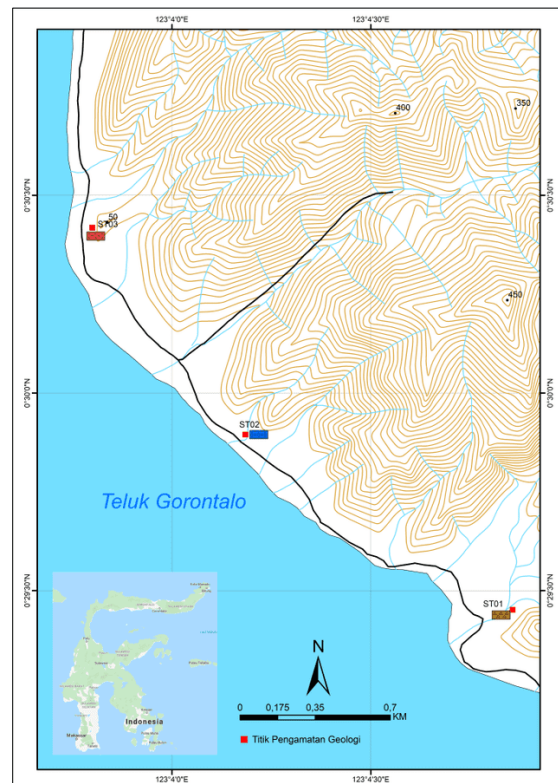 123°4'0"E
123°4'30"E
400
350
0°30'30"N
0°30'30"N
50
ST03
450
0°30'0"N
0°30'0"N
ST02
Teluk Gorontalo
0°29'30"N
0°29'30"N
ST01
N
Indonesia
0
0,175
0,35
0,7
KM
Titik Pengamatan Geologi
123°4'0"E
123°4'30"E